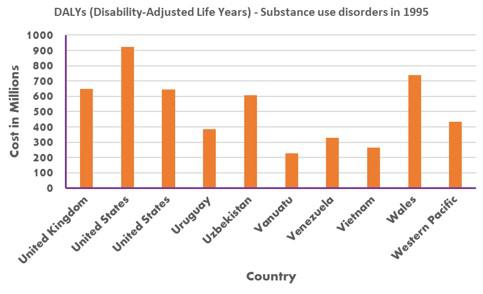 DALYs (Disability-Adjusted Life Years) - Substance use disorders in 1995
1000
900
800
700
600
500
400
300
200
100
0
Cost in Millions
United Kingdom
United States
United States
Uruguay
Uzbekistan
Vanuatu
Venezuela
Vietnam
Wales
Western Pacific
Country